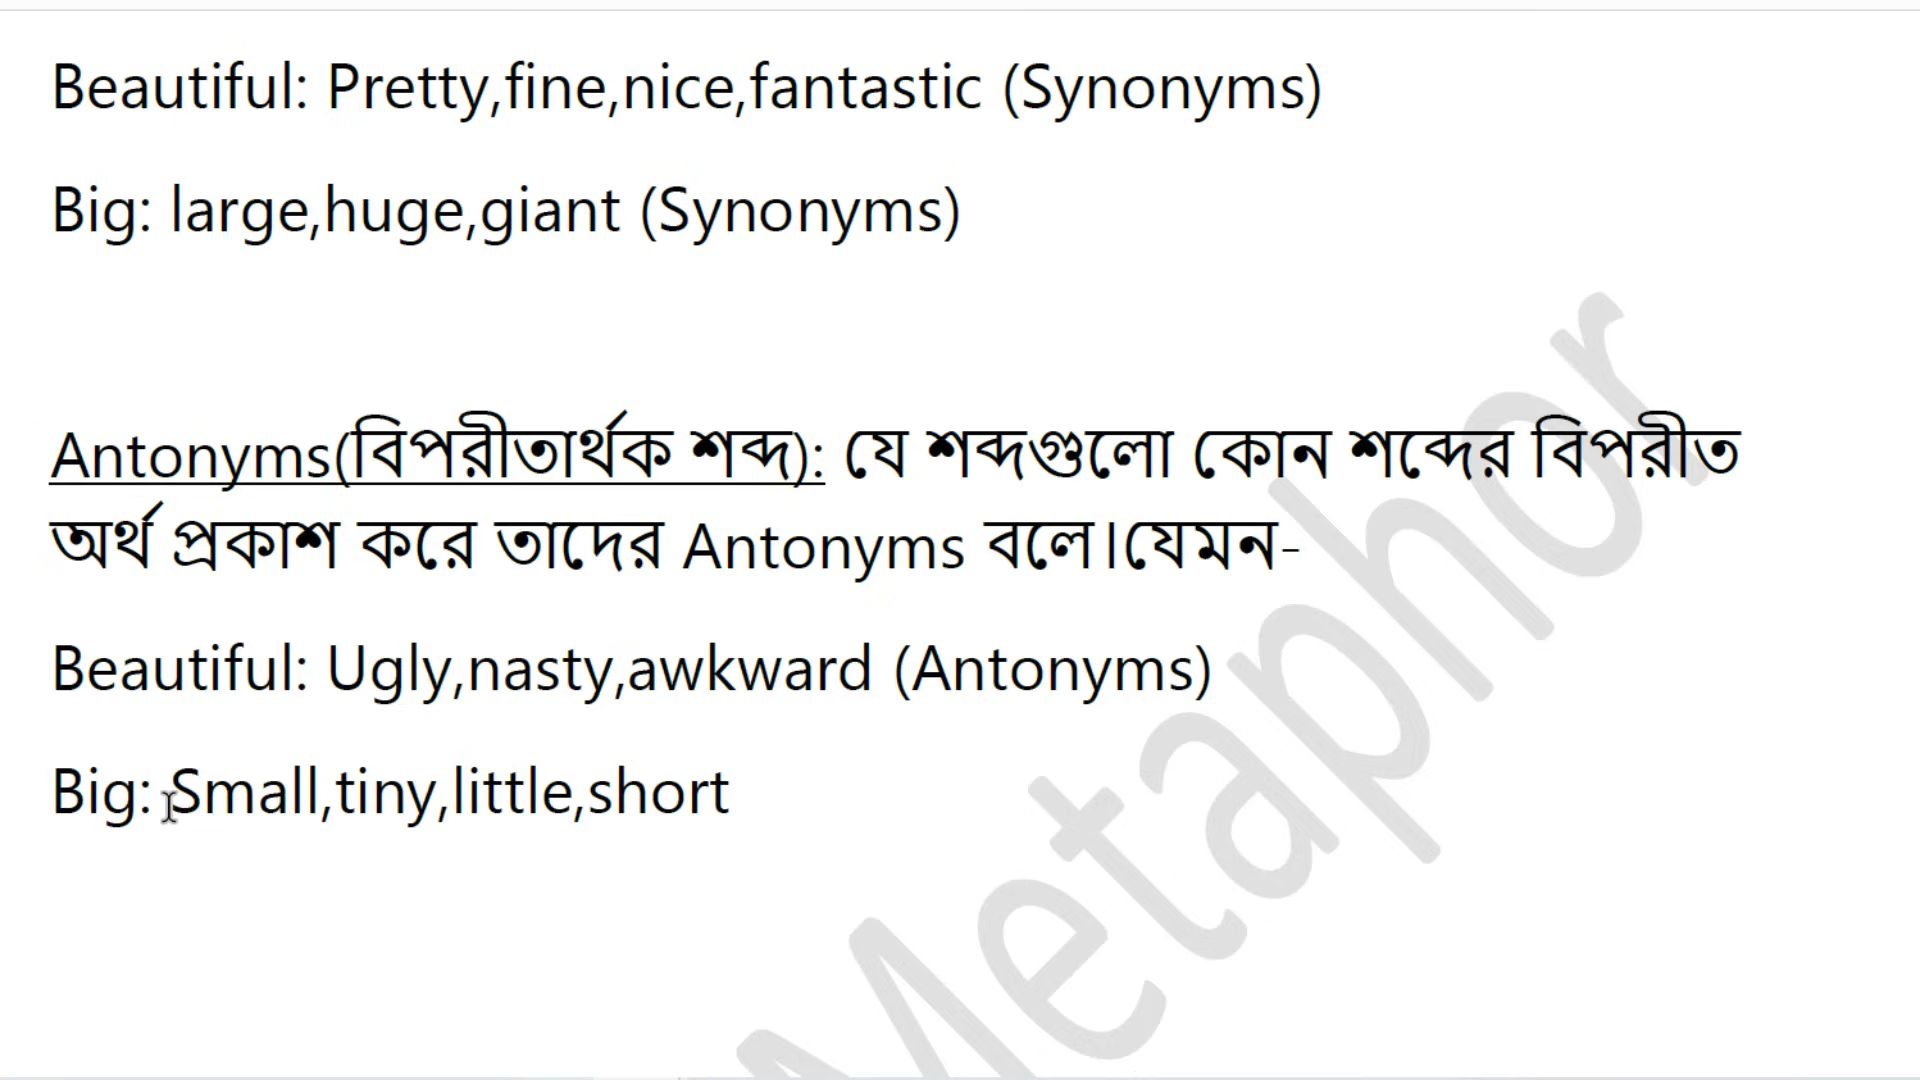 Beautiful: Pretty,fine,nice,fantastic (Synonyms)
Big: large,huge,giant (Synonyms)
Antonyms(বিপরীতার্থক শব্দ): যে শব্দগুলো কোন শব্দের বিপরীত
অর্থ প্রকাশ করে তাদের Antonyms বলে।যেমন-
Beautiful: Ugly,nasty,awkward (Antonyms)
Big: Small,tiny,little,short
Metaphor